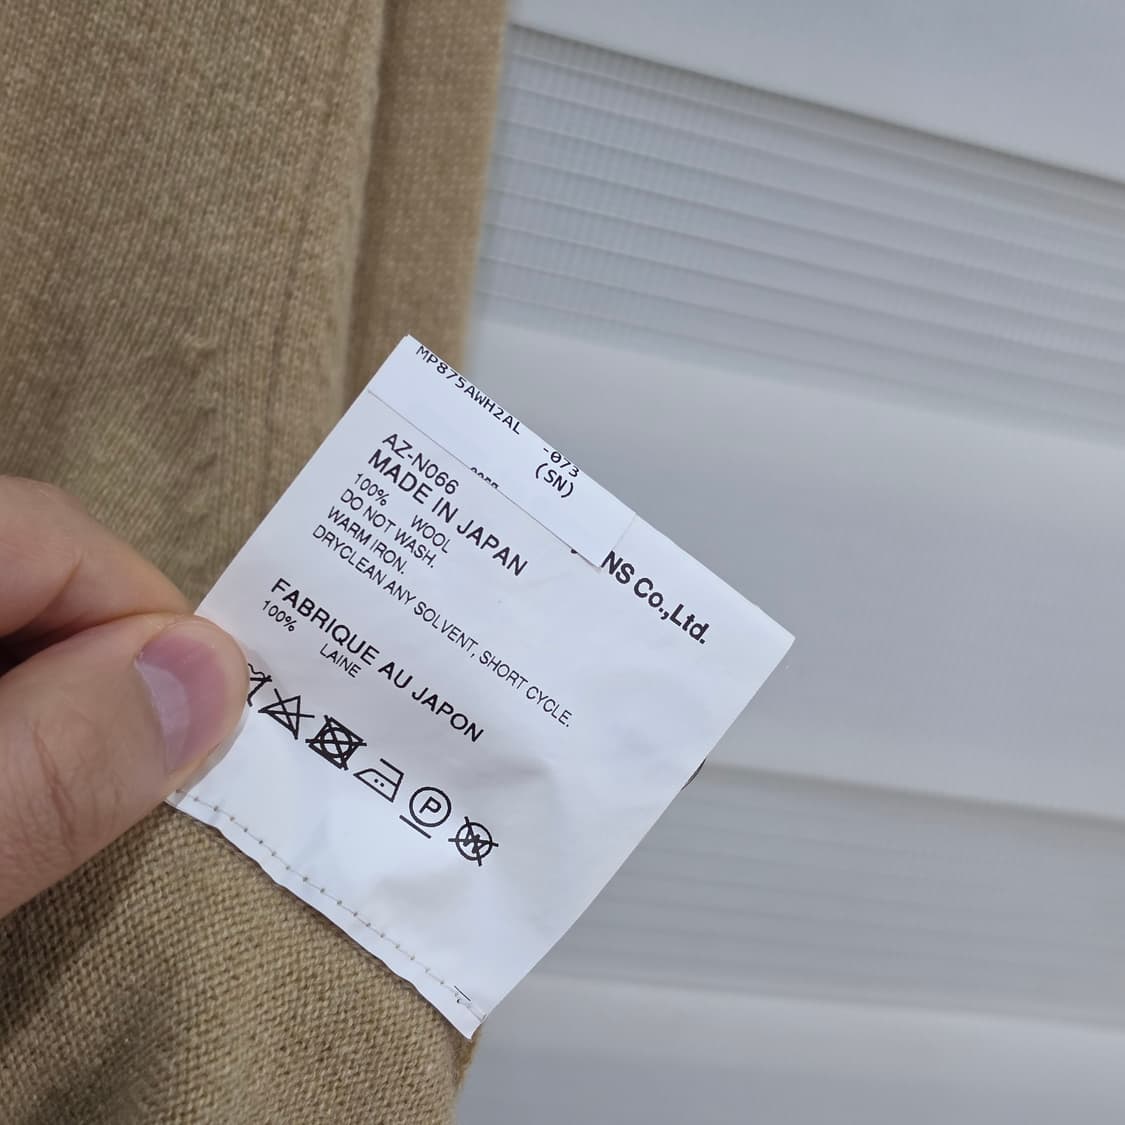 MP875AWH2AL -073
(SN)
NS Co.,Ltd.
AZ-N066
MADE IN JAPAN
100% WOOL
DO NOT WASH.
WARM IRON.
DRYCLEAN ANY SOLVENT, SHORT CYCLE.
FABRIQUE AU JAPON
100% LAINE
P
W